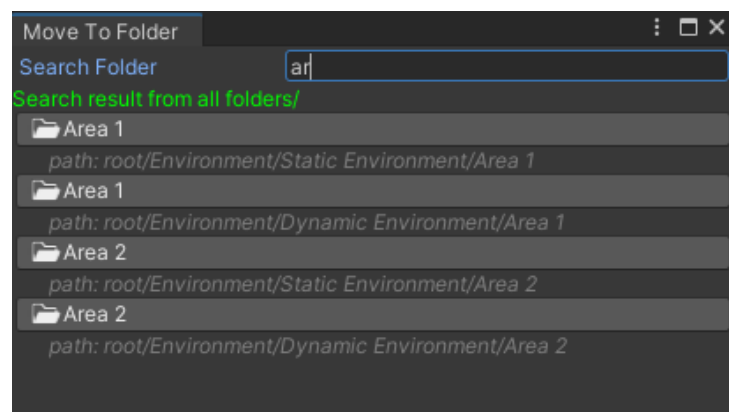 Move To Folder
Search Folder ar
Search result from all folders/
Area 1
path: root/Environment/Static Environment/Area 1
Area 1
path: root/Environment/Dynamic Environment/Area 1
Area 2
path: root/Environment/Static Environment/Area 2
Area 2
path: root/Environment/Dynamic Environment/Area 2